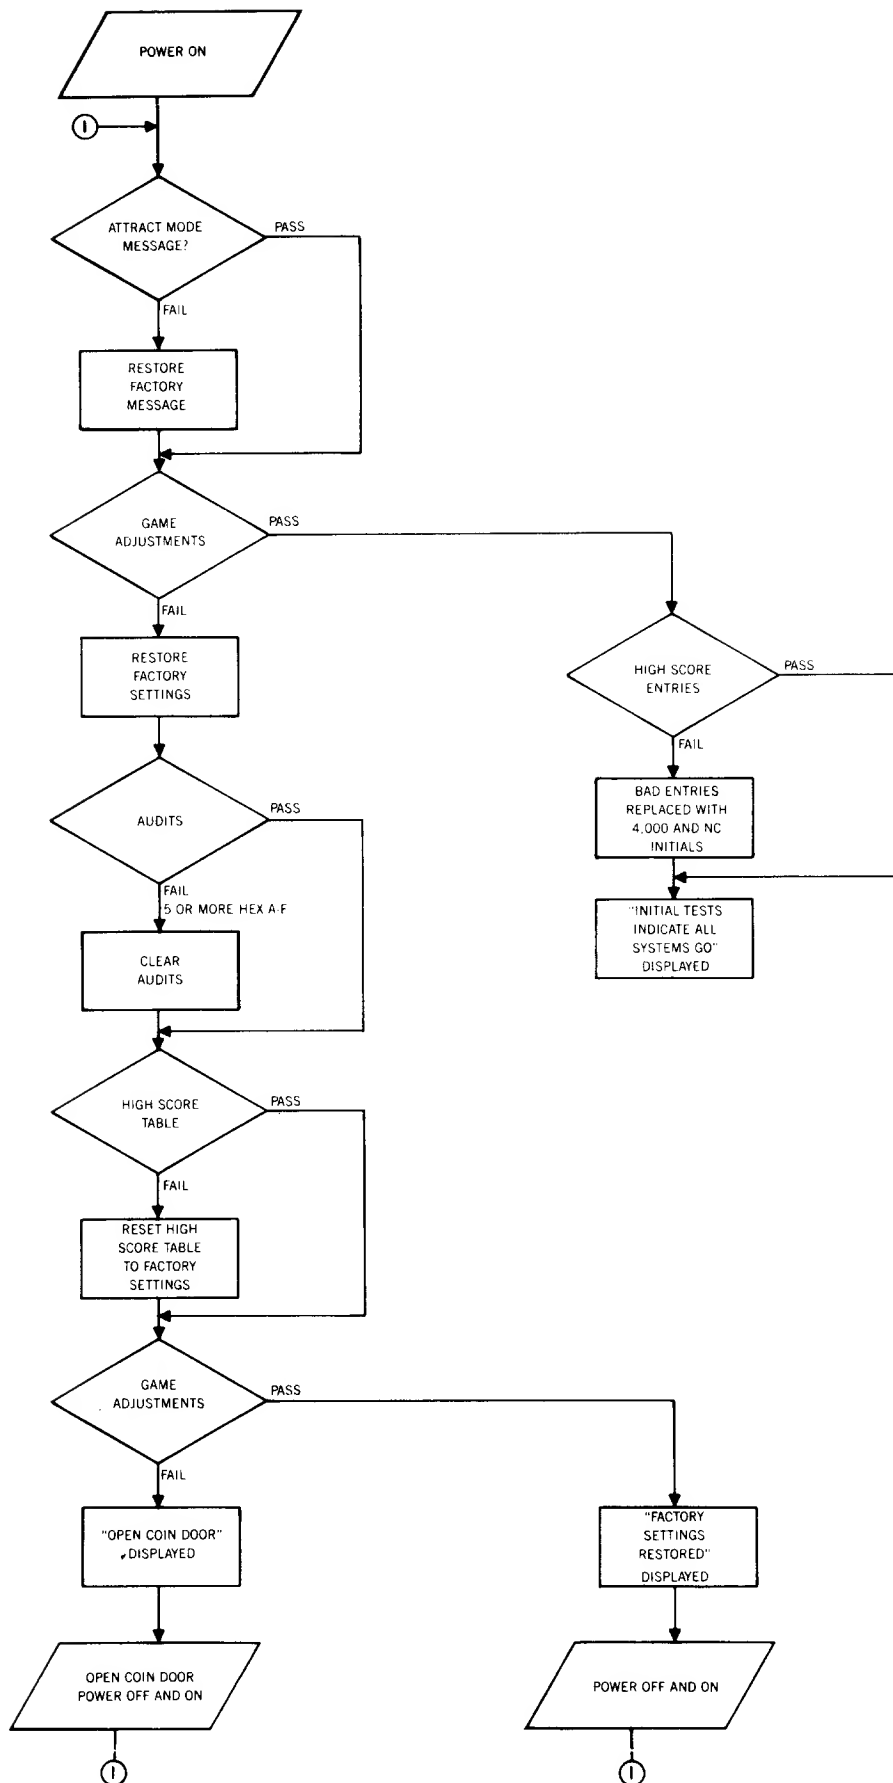 POWER ON
1
ATTRACT MODE
MESSAGE?
PASS
FAIL
RESTORE
FACTORY
MESSAGE
GAME
ADJUSTMENTS
PASS
FAIL
RESTORE
FACTORY
SETTINGS
HIGH SCORE
ENTRIES
PASS
FAIL
BAD ENTRIES
REPLACED WITH
4,000 AND NC
INITIALS
"INITIAL TESTS
INDICATE ALL
SYSTEMS GO"
DISPLAYED
AUDITS
PASS
FAIL
5 OR MORE HEX A-F
CLEAR
AUDITS
HIGH SCORE
TABLE
PASS
FAIL
RESET HIGH
SCORE TABLE
TO FACTORY
SETTINGS
GAME
ADJUSTMENTS
PASS
FAIL
"OPEN COIN DOOR"
DISPLAYED
"FACTORY
SETTINGS
RESTORED"
DISPLAYED
OPEN COIN DOOR
POWER OFF AND ON
POWER OFF AND ON
1
1